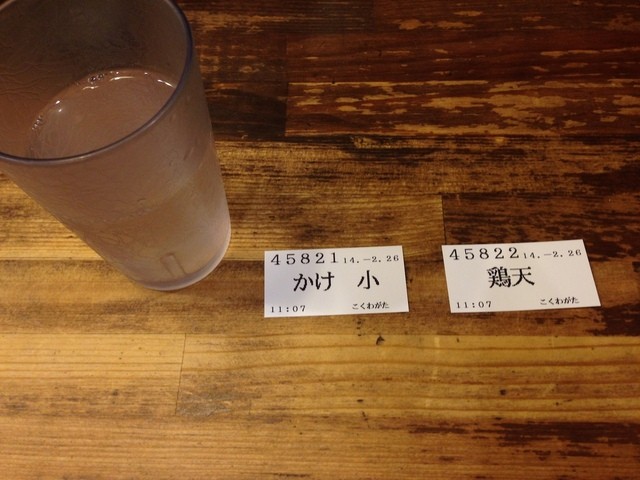 45821 14.-2.26
かけ 小
11:07 こくわがた
45822 14.-2.26
鶏天
11:07 こくわがた